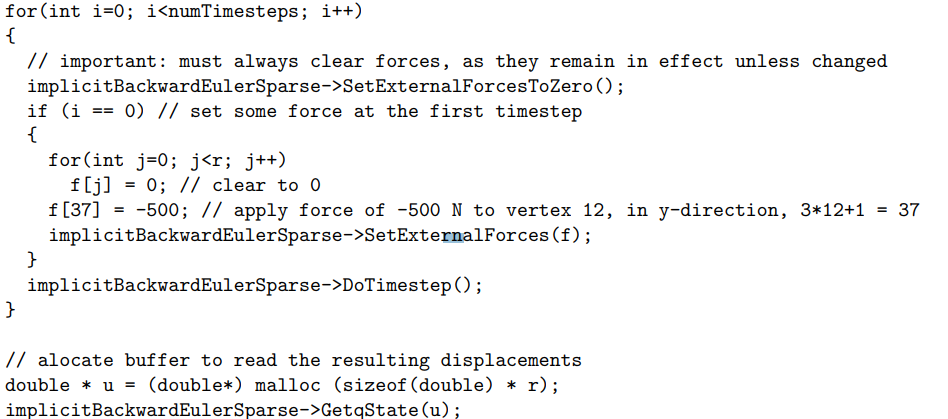 for(int i=0; i<numTimesteps; i++)
{
// important: must always clear forces, as they remain in effect unless changed
implicitBackwardEulerSparse->SetExternalForcesToZero();
if (i == 0) // set some force at the first timestep
{
for(int j=0; j<r; j++)
f[j] = 0; // clear to 0
f[37] = -500; // apply force of -500 N to vertex 12, in y-direction, 3*12+1 = 37
implicitBackwardEulerSparse->SetExternalForces(f);
}
implicitBackwardEulerSparse->DoTimestep();
}
// alocate buffer to read the resulting displacements
double * u = (double*) malloc (sizeof(double) * r);
implicitBackwardEulerSparse->GetqState(u);